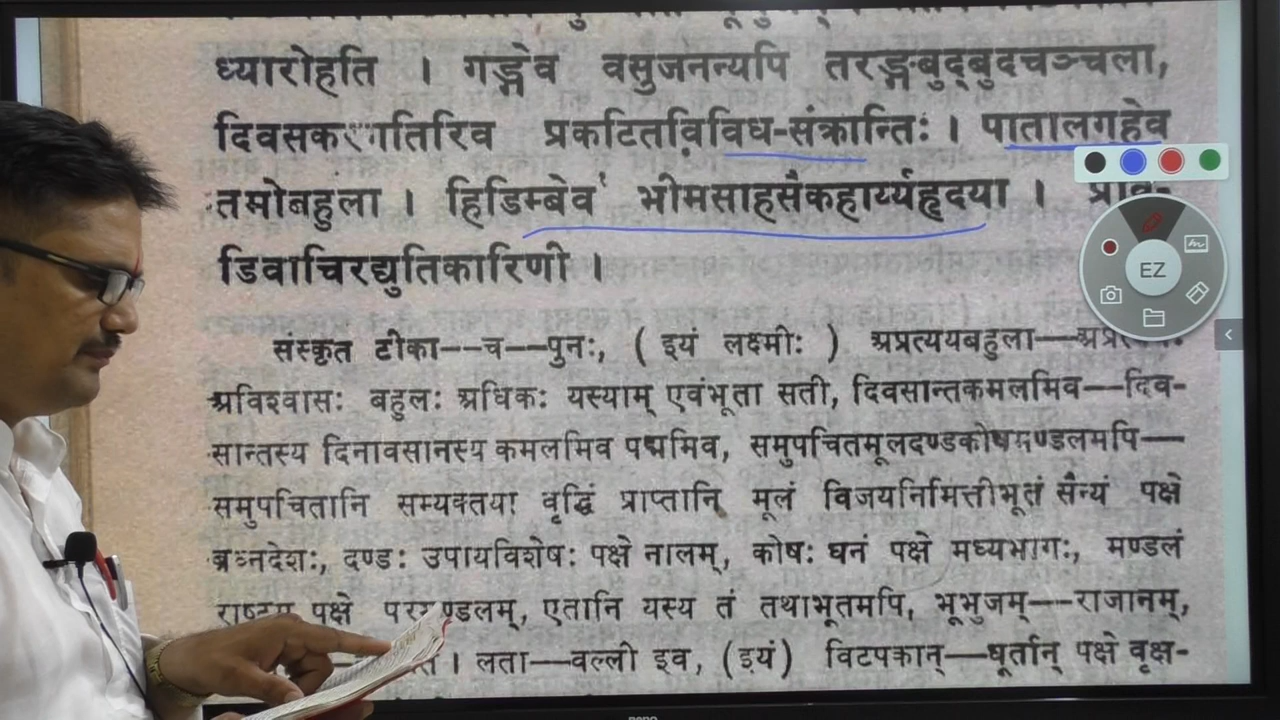 ध्यारोहति । गङ्गेव वसुजनन्यपि तरङ्ग-बुद्बुदचञ्चला,
दिवसकरगतिरिव प्रकटितविविध-संक्रान्तिः । पातालगुहेव
तमोबहुला । हिडिम्बेव भीमसाहसैकहार्य्यहृदया । प्रावृ-
डिवाचिरद्युतिकारिणी ।
संस्कृत टीका--च--पुनः, ( इयं लक्ष्मीः ) अप्रत्ययबहुला--
अविश्वासः बहुलः अधिकः यस्याम् एवंभूता सती, दिवसान्तकमलमिव--दिव-
सान्तस्य दिनावसानस्य कमलमिव पद्ममिव, समुपचितमूलदण्डकोषमण्डलमपि--
समुपचितानि सम्यक्तया वृद्धिं प्राप्तानि मूलं विजयनिमित्तीभूतं सैन्यं पक्षे
ब्रध्नदेशः, दण्डः उपायविशेषः पक्षे नालम्, कोषः धनं पक्षे मध्यभागः, मण्डलं
पक्षे एतानि यस्य तं तथाभूतमपि, भूभुजम्--राजानम्,
। लता--वल्ली इव, (इयं) विटपकान्--धूर्तान् पक्षे वृक्ष-
EZ